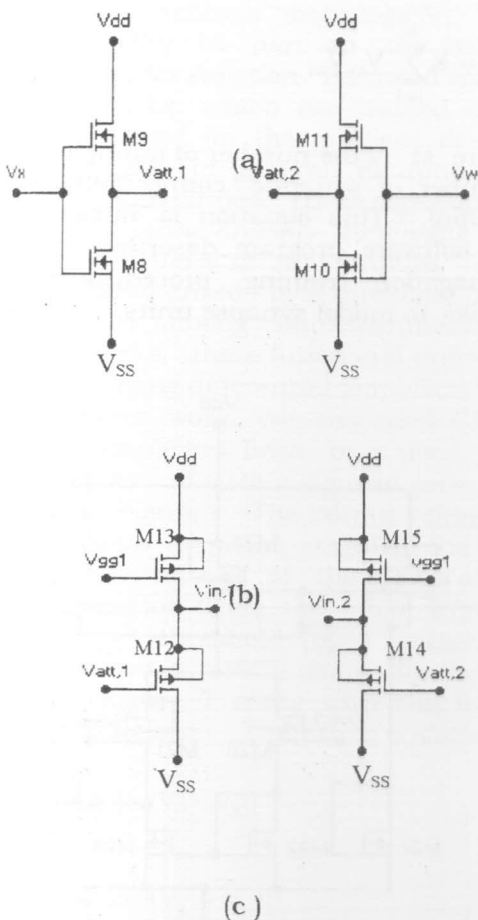 Vdd Vdd
M9 M11
(a)
Vx Vatt,1 Vatt,2 Vw
M8 M10
VSS VSS
Vdd Vdd
M13 M15
Vgg1 vgg1
Vin,1 (b) Vin,2
M12 M14
Vatt,1 Vatt,2
VSS VSS
(c )